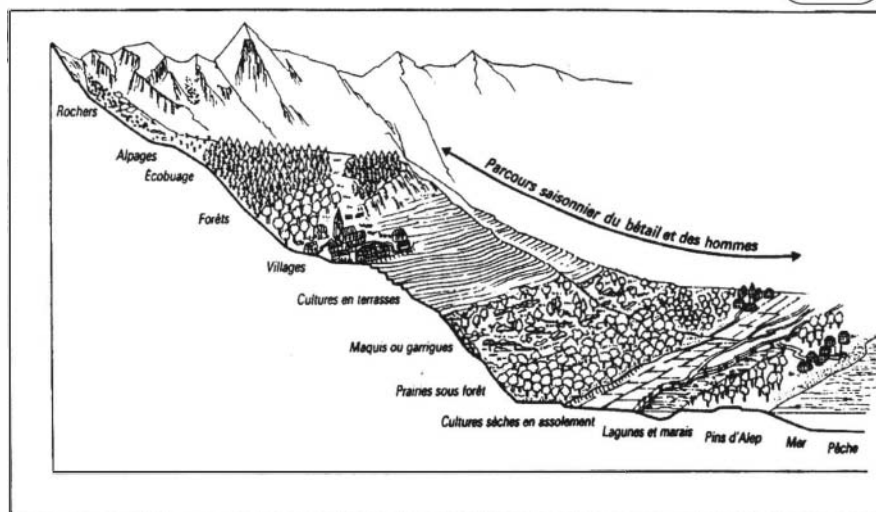 Rochers
Alpages
Écobuage
Forêts
Villages
Cultures en terrasses
Maquis ou garrigues
Prairies sous forêt
Cultures sèches en assolement
Lagunes et marais
Pins d'Alep
Mer
Pêche
Parcours saisonnier du bétail et des hommes